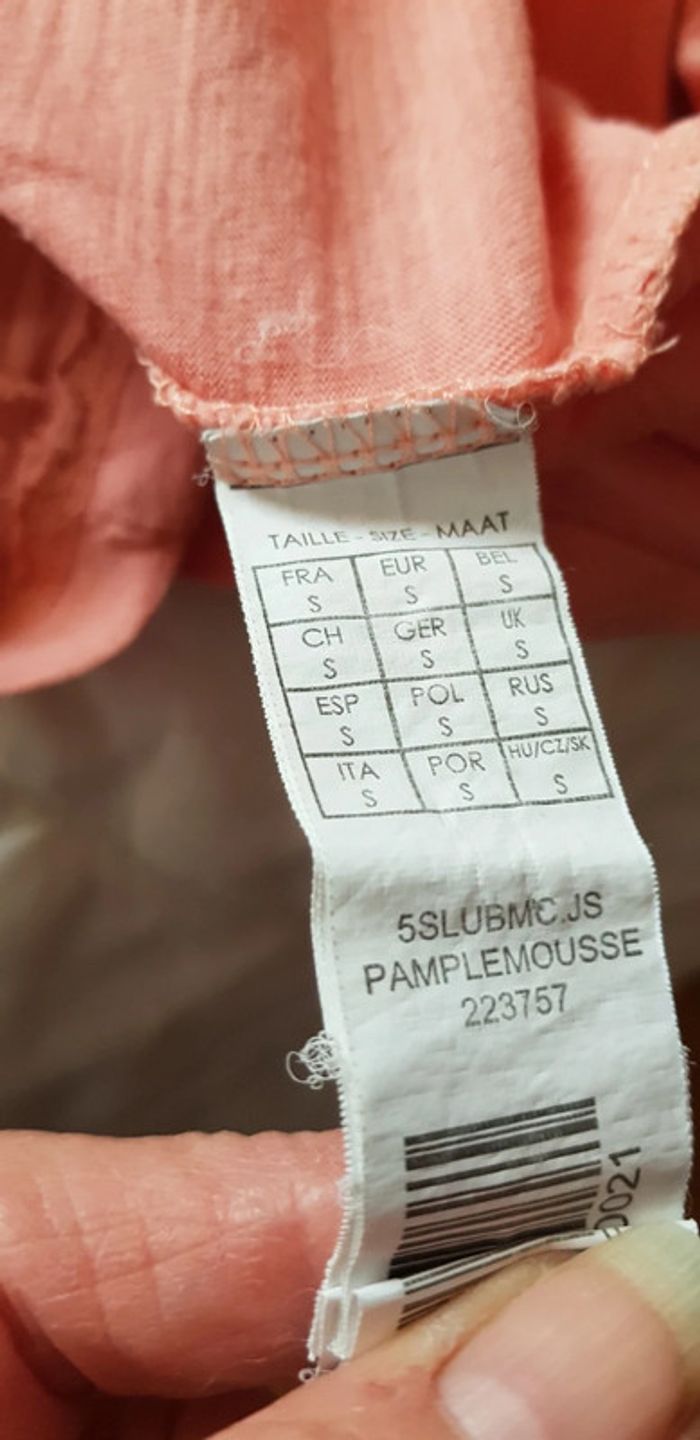 TAILLE - SIZE - MAAT
FRA EUR BEL
S S S
CH GER UK
S S S
ESP POL RUS
S S S
ITA POR HU/CZ/SK
S S S
5SLUBMC.JS
PAMPLEMOUSSE
223757
0021